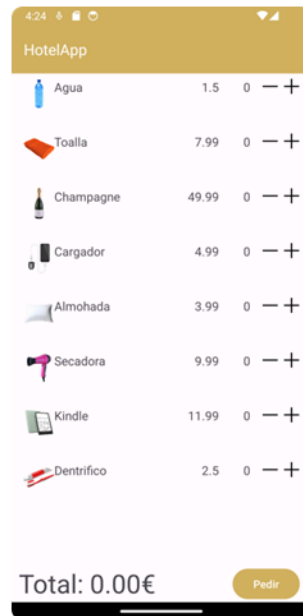 4:24
HotelApp
Agua 1.5 0 — +
Toalla 7.99 0 — +
Champagne 49.99 0 — +
Cargador 4.99 0 — +
Almohada 3.99 0 — +
Secadora 9.99 0 — +
Kindle 11.99 0 — +
Dentrifico 2.5 0 — +
Total: 0.00€ Pedir